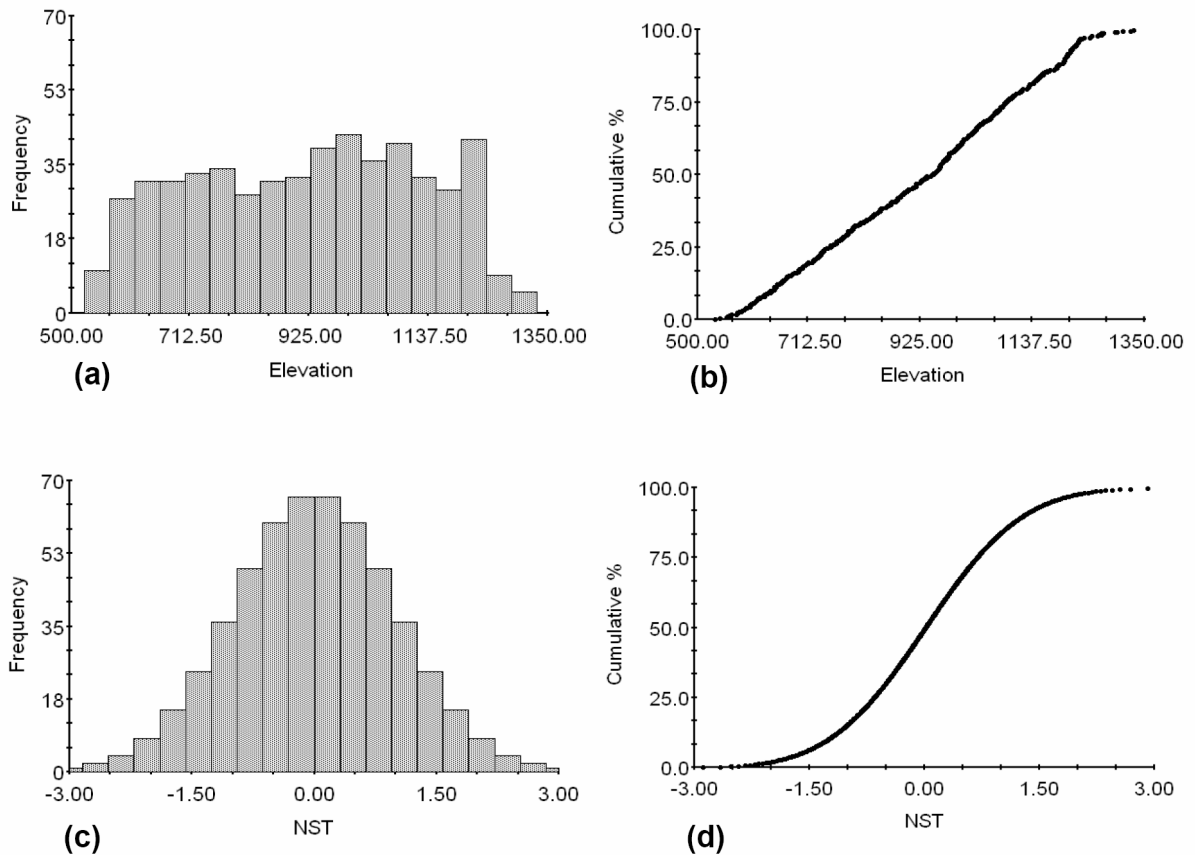 70
53
35
18
0
Frequency
500.00 712.50 925.00 1137.50 1350.00
Elevation
(a)
100.0
75.0
50.0
25.0
0.0
Cumulative %
500.00 712.50 925.00 1137.50 1350.00
Elevation
(b)
70
53
35
18
0
Frequency
-3.00 -1.50 0.00 1.50 3.00
NST
(c)
100.0
75.0
50.0
25.0
0.0
Cumulative %
-3.00 -1.50 0.00 1.50 3.00
NST
(d)